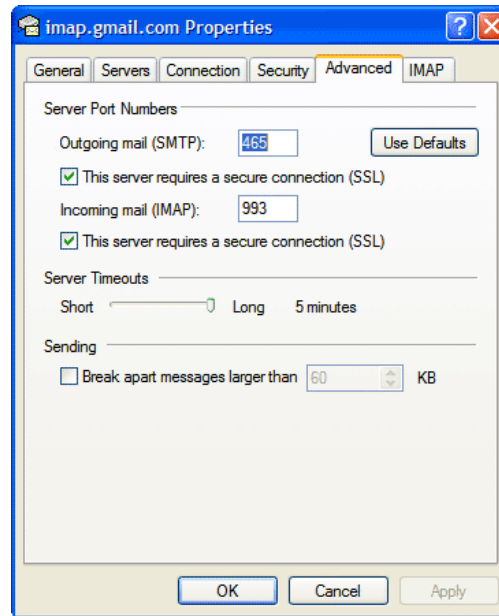 imap.gmail.com Properties
General Servers Connection Security Advanced IMAP
Server Port Numbers
Outgoing mail (SMTP): 465 Use Defaults
This server requires a secure connection (SSL)
Incoming mail (IMAP): 993
This server requires a secure connection (SSL)
Server Timeouts
Short Long 5 minutes
Sending
Break apart messages larger than 60 KB
OK Cancel Apply